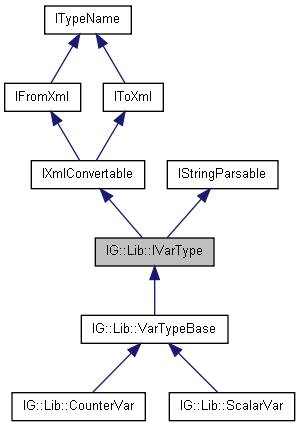 ITypeName
IFromXml
IToXml
IXmlConvertable
IStringParsable
IG::Lib::IVarType
IG::Lib::VarTypeBase
IG::Lib::CounterVar
IG::Lib::ScalarVar